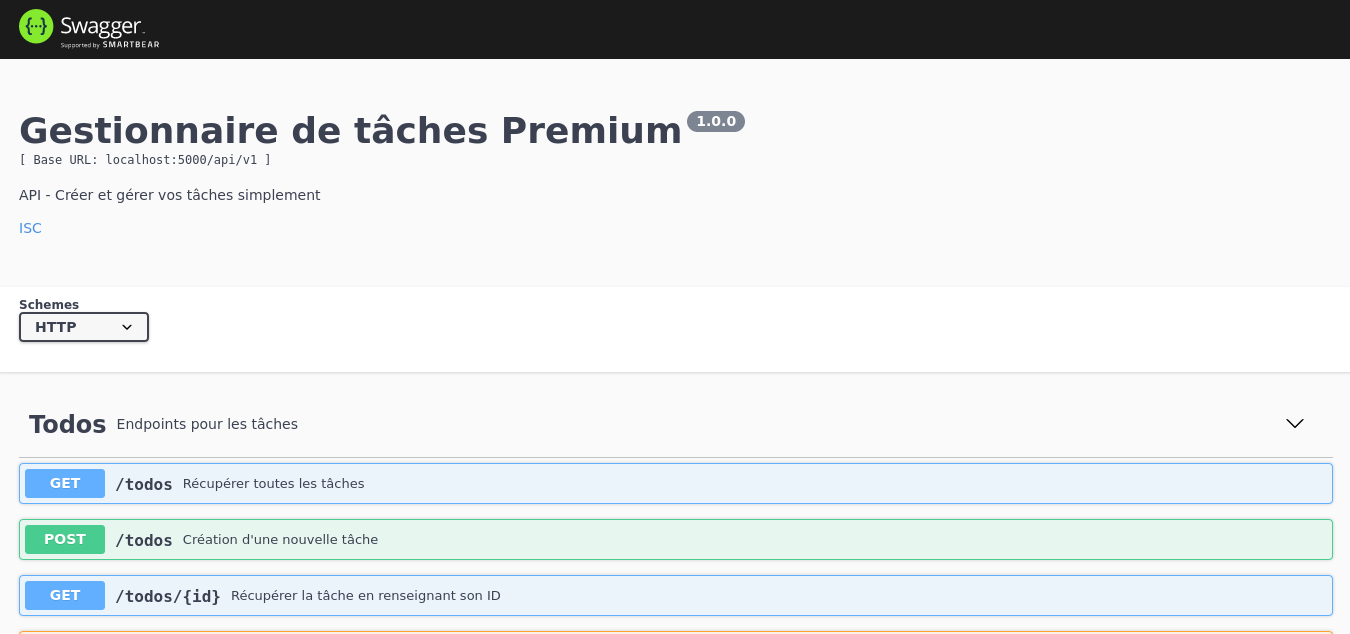 {···} Swagger
Supported by SMARTBEAR
Gestionnaire de tâches Premium 1.0.0
[ Base URL: localhost:5000/api/v1 ]
API - Créer et gérer vos tâches simplement
ISC
Schemes
HTTP
Todos Endpoints pour les tâches
GET /todos Récupérer toutes les tâches
POST /todos Création d'une nouvelle tâche
GET /todos/{id} Récupérer la tâche en renseignant son ID